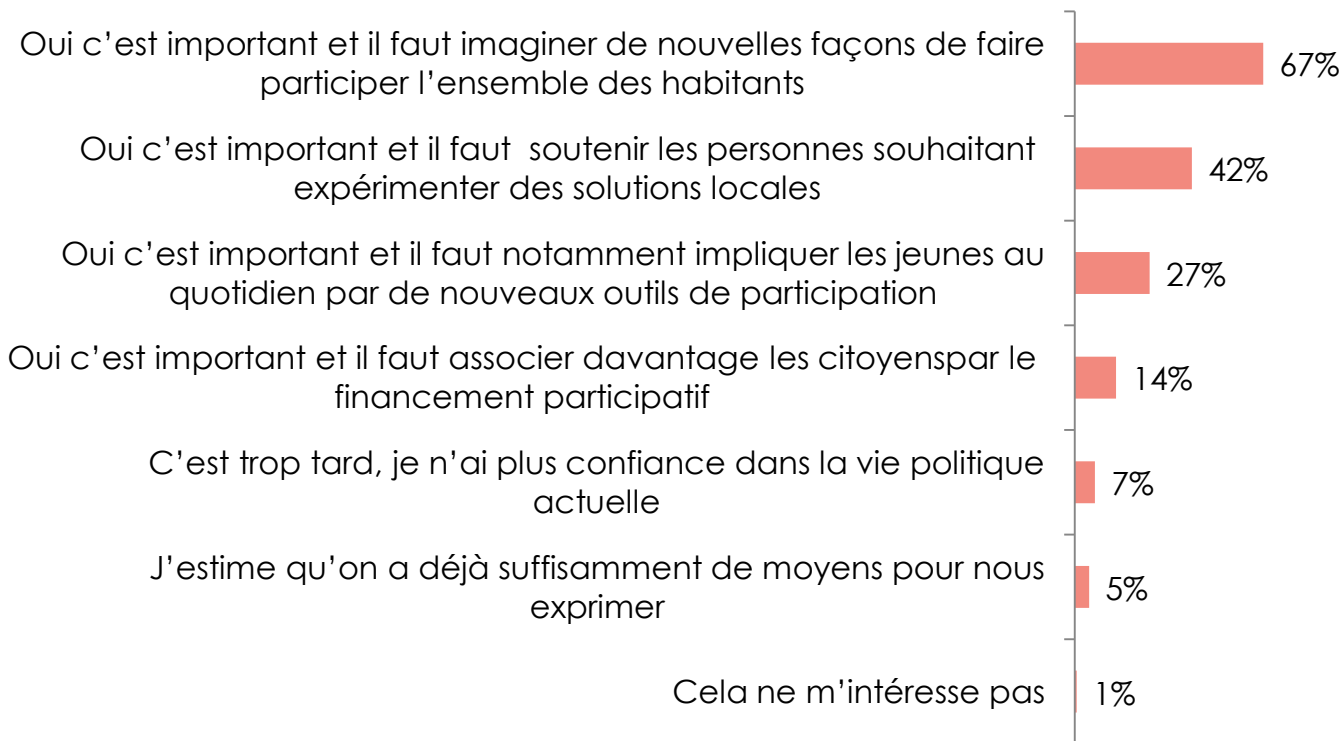 Oui c’est important et il faut imaginer de nouvelles façons de faire
participer l’ensemble des habitants
67%
Oui c’est important et il faut  soutenir les personnes souhaitant
expérimenter des solutions locales
42%
Oui c’est important et il faut notamment impliquer les jeunes au
quotidien par de nouveaux outils de participation
27%
Oui c’est important et il faut associer davantage les citoyenspar le
financement participatif
14%
C’est trop tard, je n’ai plus confiance dans la vie politique
actuelle
7%
J’estime qu’on a déjà suffisamment de moyens pour nous
exprimer
5%
Cela ne m’intéresse pas
1%